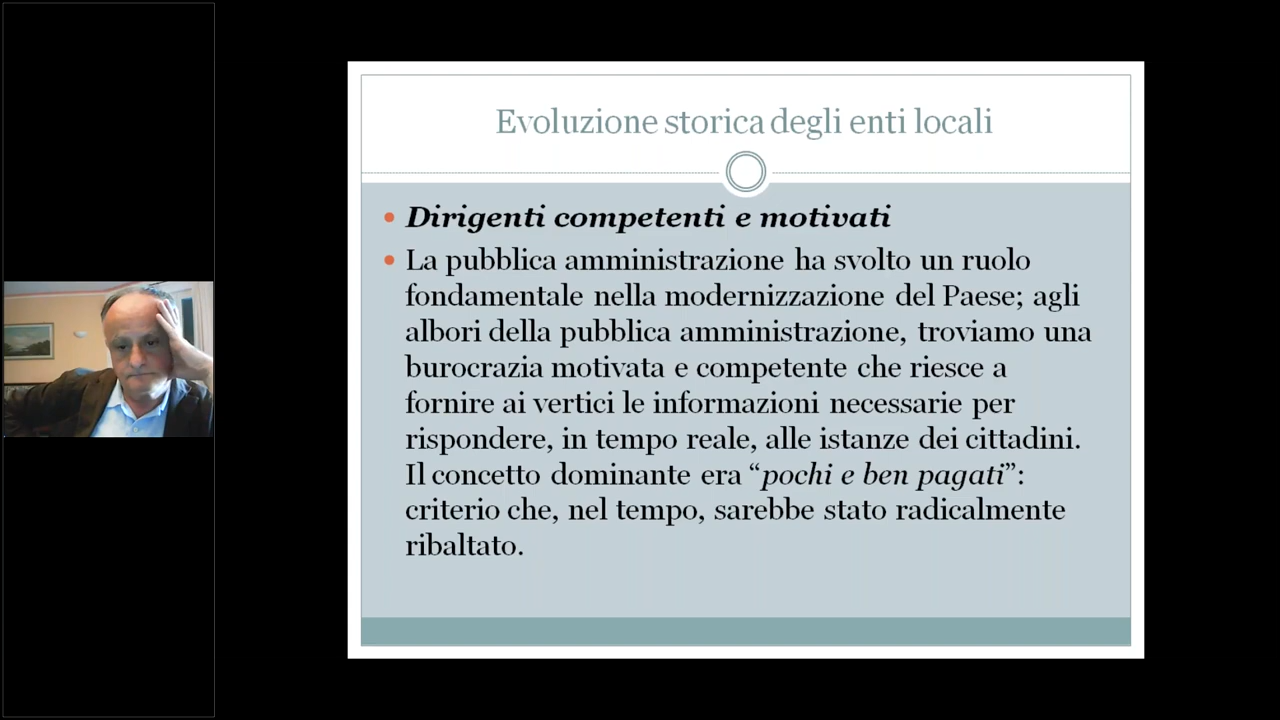 Evoluzione storica degli enti locali
Dirigenti competenti e motivati
La pubblica amministrazione ha svolto un ruolo
fondamentale nella modernizzazione del Paese; agli
albori della pubblica amministrazione, troviamo una
burocrazia motivata e competente che riesce a
fornire ai vertici le informazioni necessarie per
rispondere, in tempo reale, alle istanze dei cittadini.
Il concetto dominante era “pochi e ben pagati”:
criterio che, nel tempo, sarebbe stato radicalmente
ribaltato.